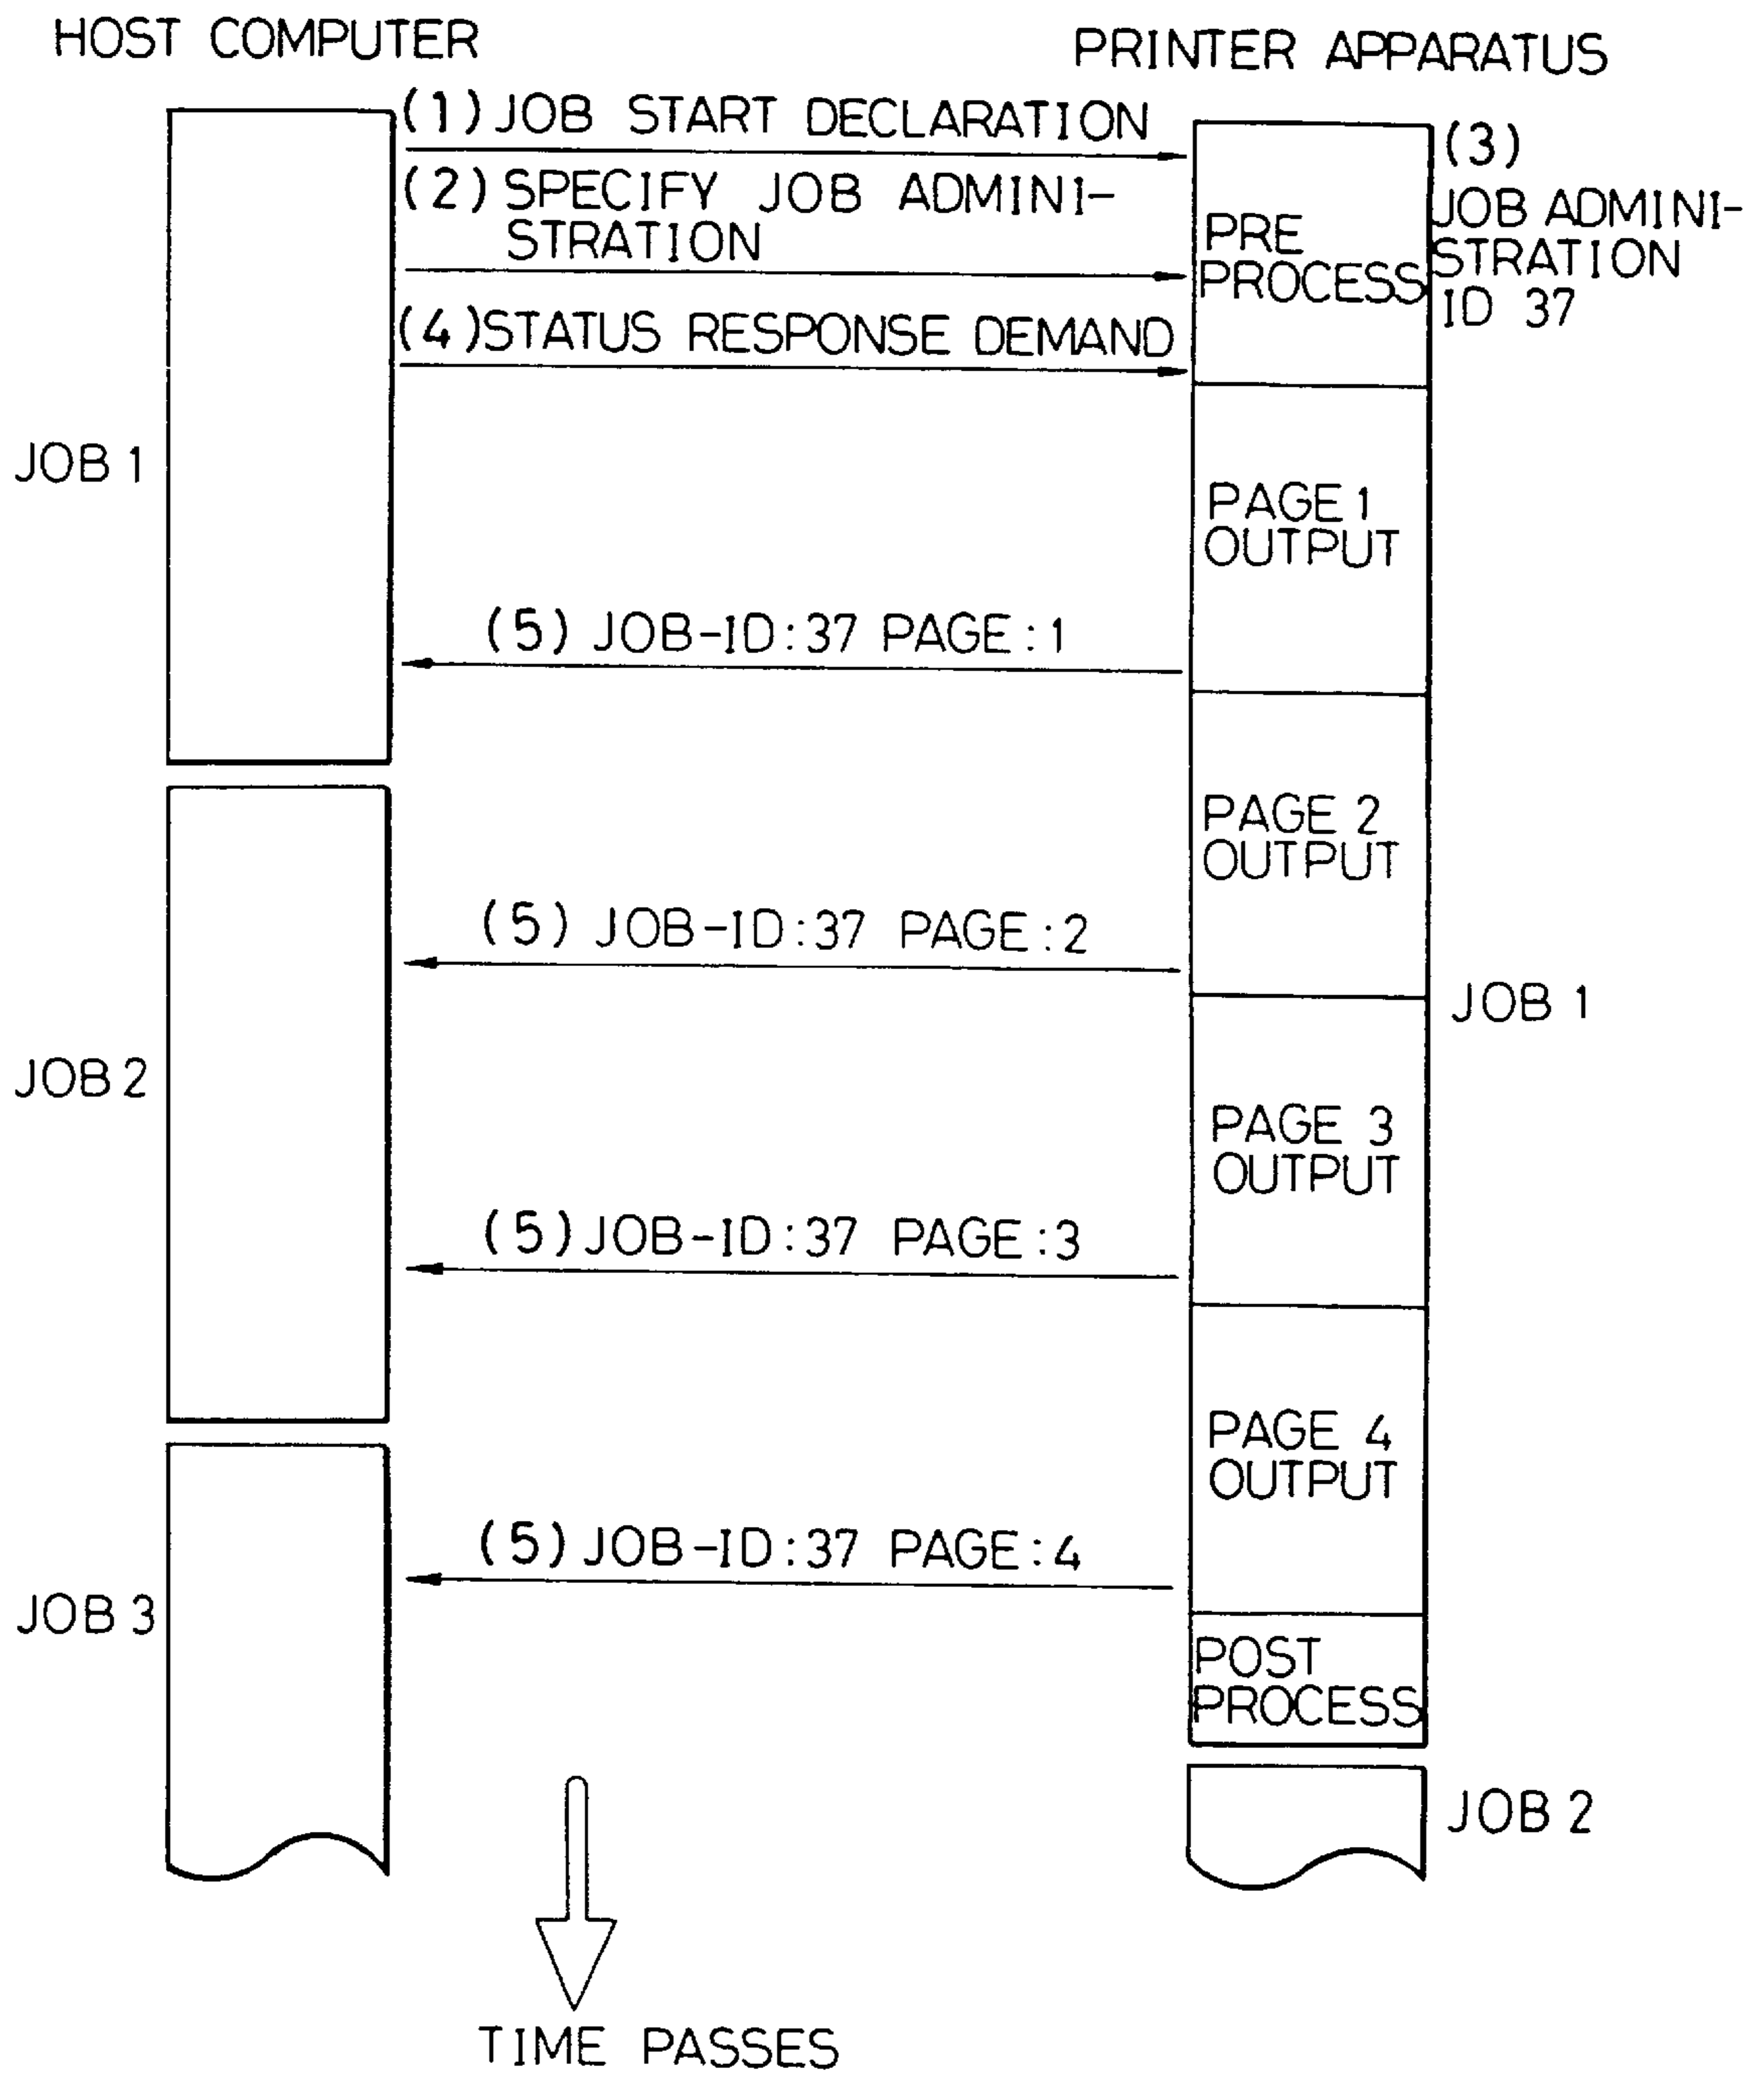 HOST COMPUTER
PRINTER APPARATUS
(1) JOB START DECLARATION
(2) SPECIFY JOB ADMINI-
STRATION
(3)
JOB ADMINI-
STRATION
ID 37
PRE
PROCESS
(4) STATUS RESPONSE DEMAND
JOB 1
PAGE 1
OUTPUT
(5) JOB-ID:37 PAGE:1
PAGE 2
OUTPUT
(5) JOB-ID:37 PAGE:2
JOB 1
JOB 2
PAGE 3
OUTPUT
(5) JOB-ID:37 PAGE:3
PAGE 4
OUTPUT
(5) JOB-ID:37 PAGE:4
JOB 3
POST
PROCESS
JOB 2
TIME PASSES